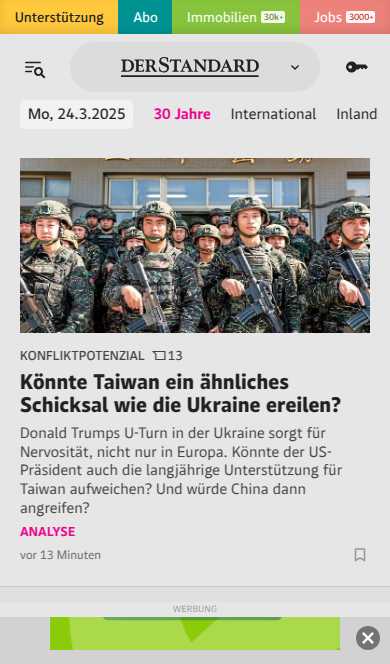 Unterstützung Abo Immobilien 30k+ Jobs 3000+
DERSTANDARD
Mo, 24.3.2025 30 Jahre International Inland
KONFLIKTPOTENZIAL 13
Könnte Taiwan ein ähnliches
Schicksal wie die Ukraine ereilen?
Donald Trumps U-Turn in der Ukraine sorgt für
Nervosität, nicht nur in Europa. Könnte der US-
Präsident auch die langjährige Unterstützung für
Taiwan aufweichen? Und würde China dann
angreifen?
ANALYSE
vor 13 Minuten
WERBUNG